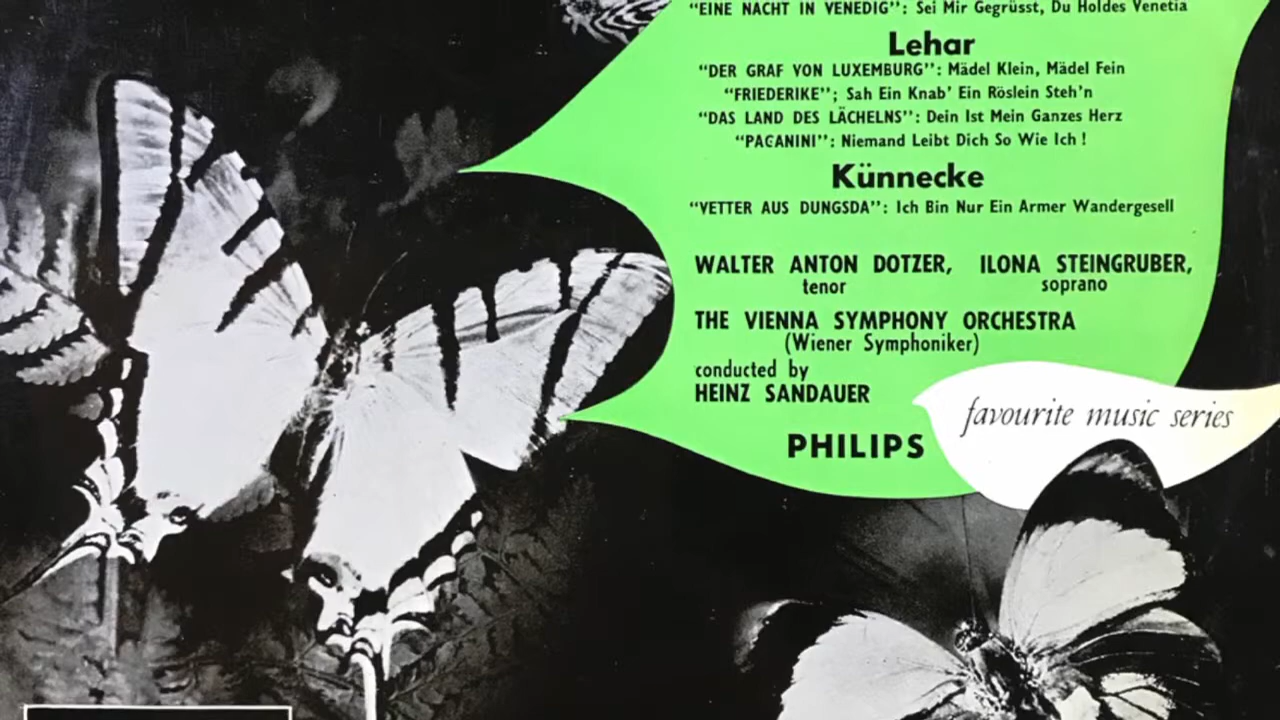 "EINE NACHT IN VENEDIG": Sei Mir Gegrüsst, Du Holdes Venetia
Lehar
"DER GRAF VON LUXEMBURG": Mädel Klein, Mädel Fein
"FRIEDERIKE"; Sah Ein Knab' Ein Röslein Steh'n
"DAS LAND DES LÄCHELNS": Dein Ist Mein Ganzes Herz
"PAGANINI": Niemand Leibt Dich So Wie Ich !
Künnecke
"VETTER AUS DUNGSDA": Ich Bin Nur Ein Armer Wandergesell
WALTER ANTON DOTZER, ILONA STEINGRUBER,
tenor soprano
THE VIENNA SYMPHONY ORCHESTRA
(Wiener Symphoniker)
conducted by
HEINZ SANDAUER
favourite music series
PHILIPS